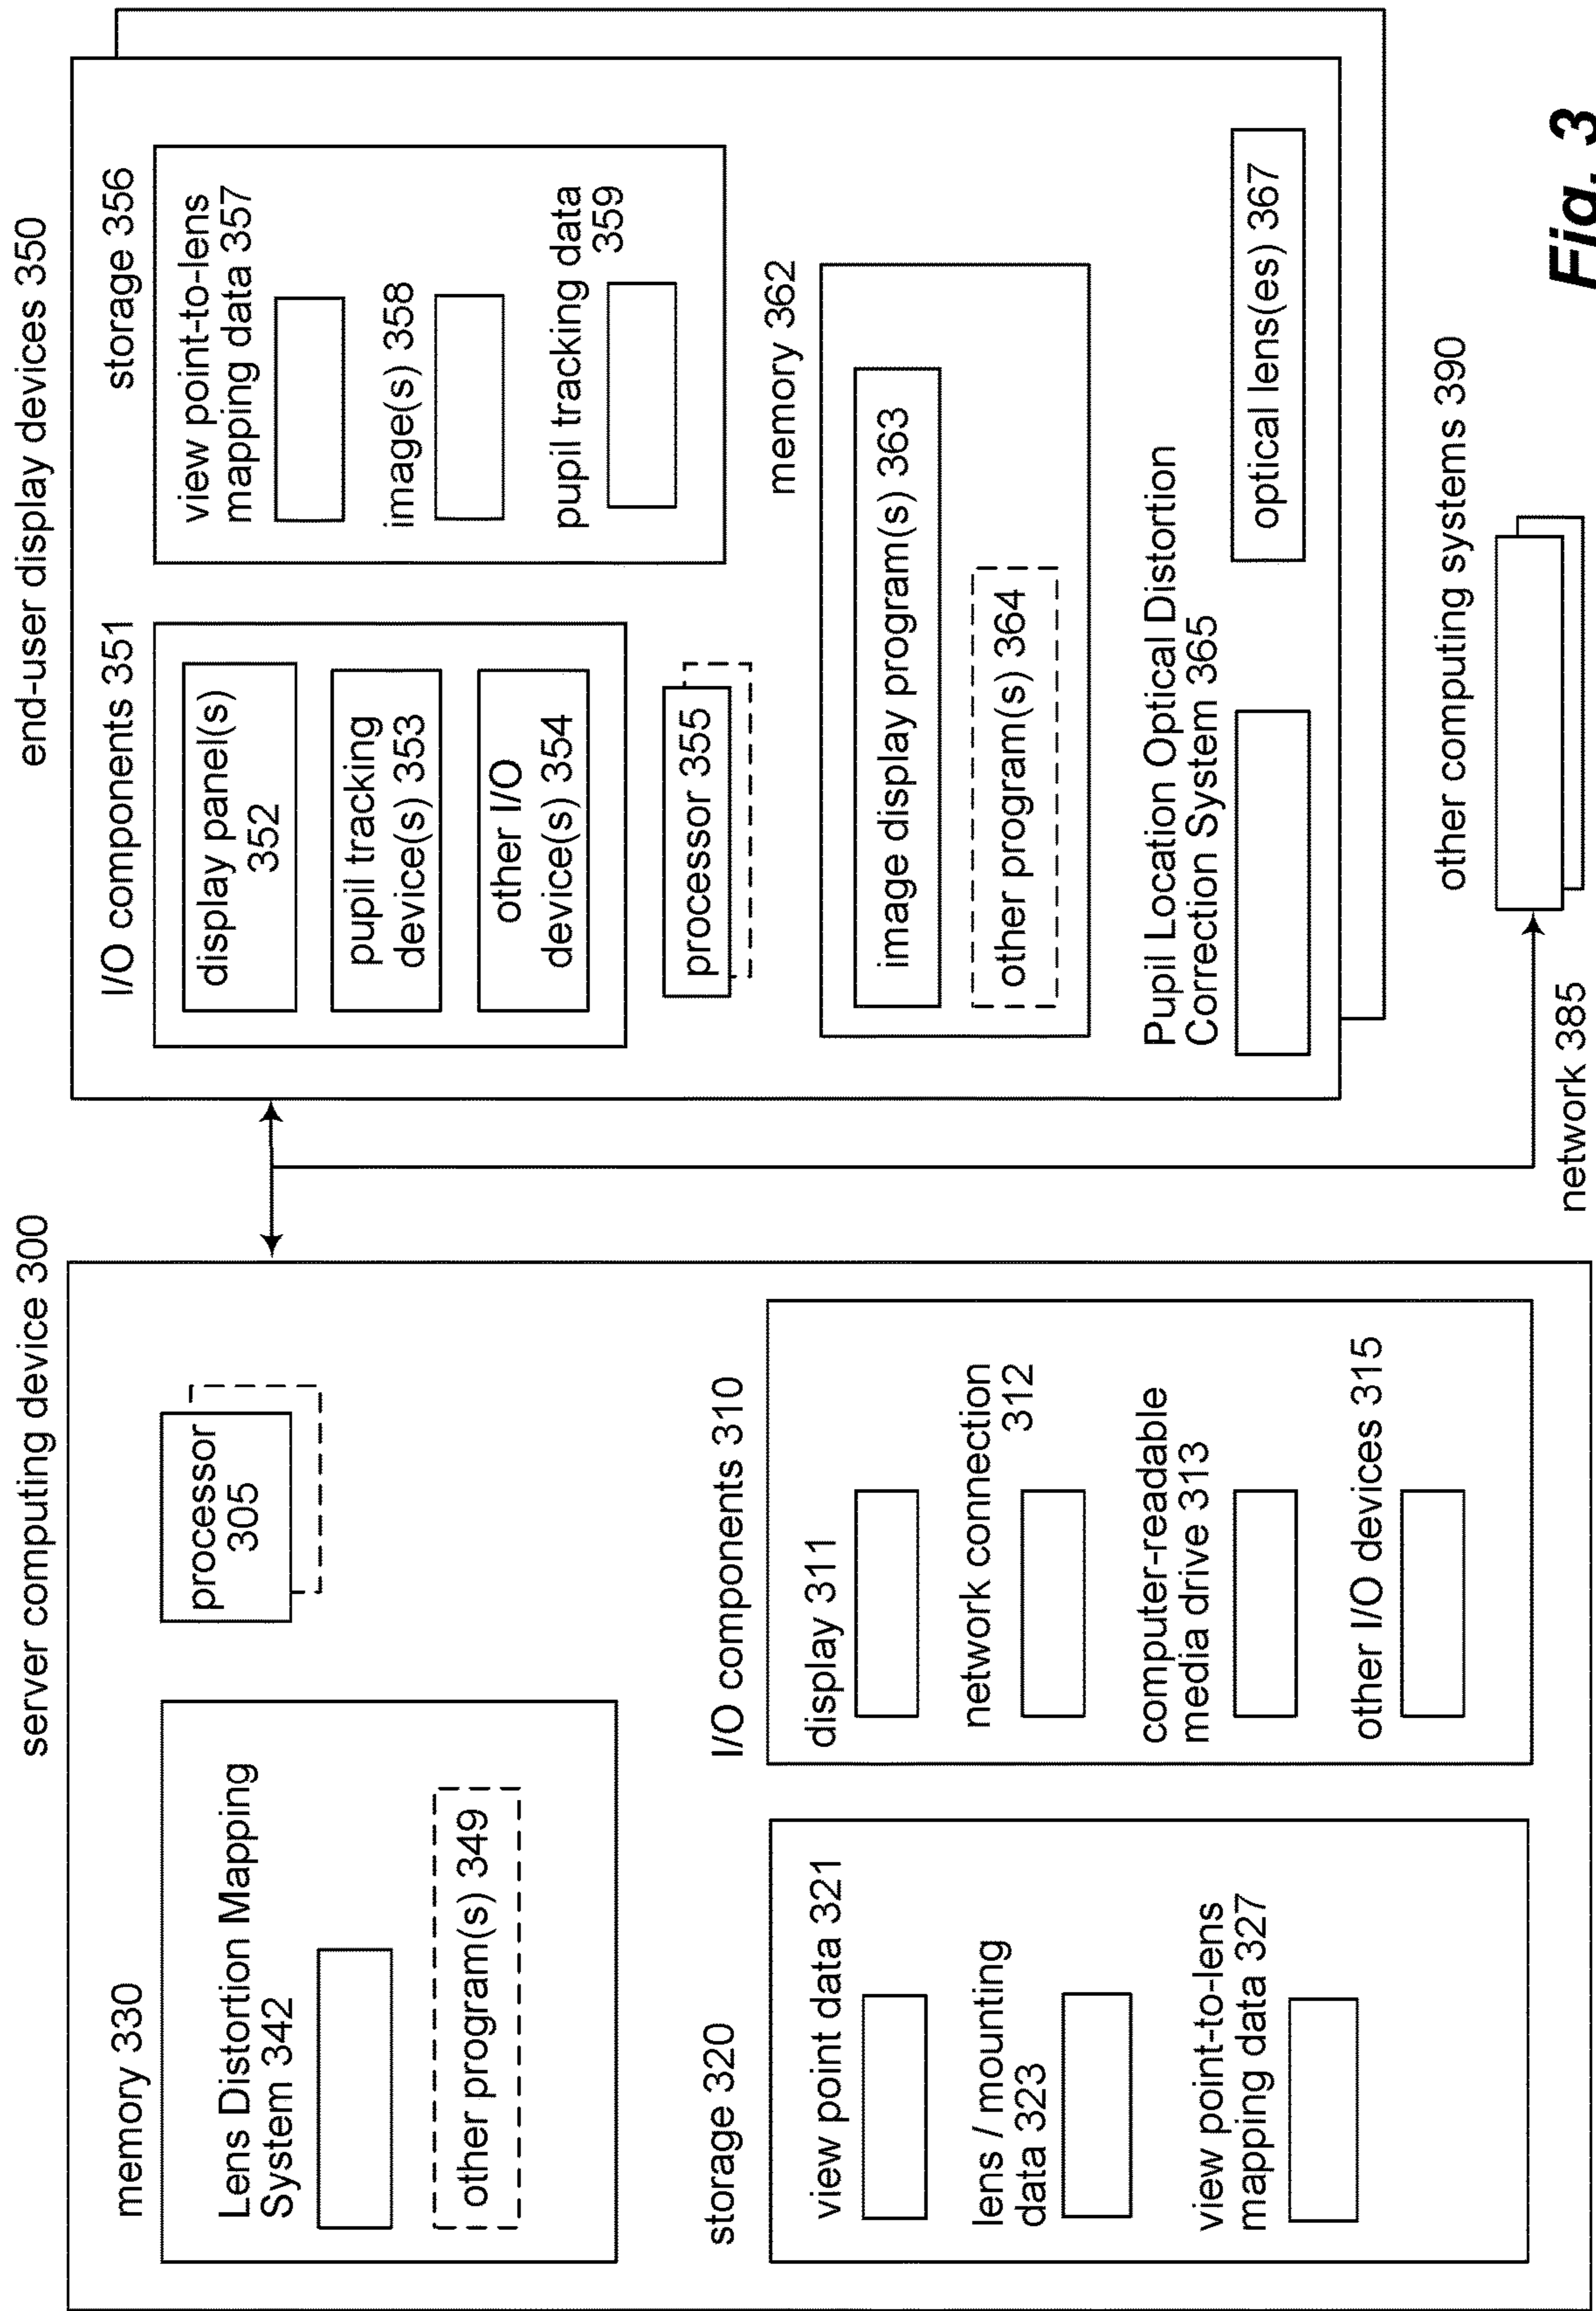 server computing device 300
memory 330
Lens Distortion Mapping
System 342
other program(s) 349
processor
305
storage 320
view point data 321
lens / mounting
data 323
view point-to-lens
mapping data 327
I/O components 310
display 311
network connection
312
computer-readable
media drive 313
other I/O devices 315
end-user display devices 350
I/O components 351
display panel(s)
352
pupil tracking
device(s) 353
other I/O
device(s) 354
processor 355
storage 356
view point-to-lens
mapping data 357
image(s) 358
pupil tracking data
359
memory 362
image display program(s) 363
other program(s) 364
Pupil Location Optical Distortion
Correction System 365
optical lens(es) 367
other computing systems 390
network 385
Fig. 3